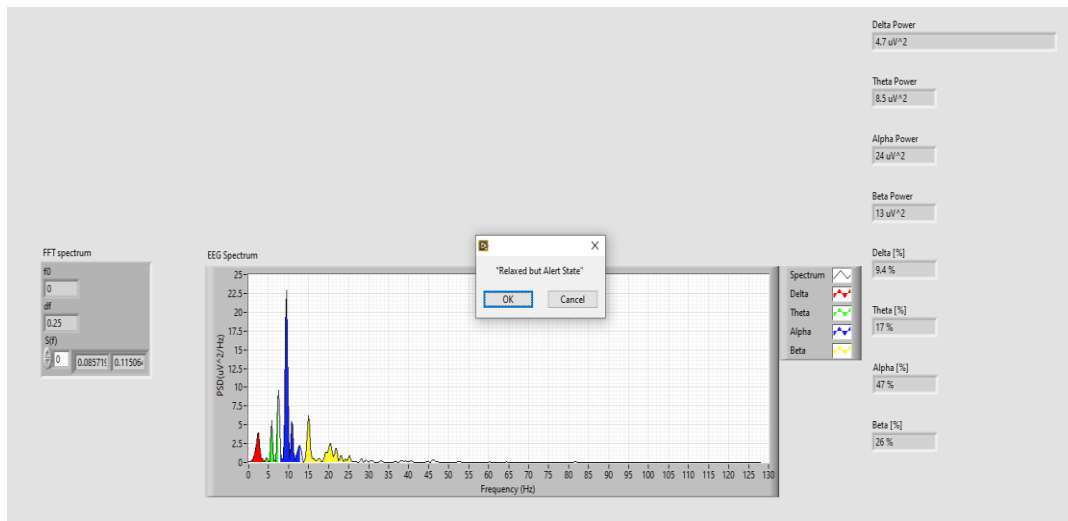 Delta Power
4.7 uV^2
Theta Power
8.5 uV^2
Alpha Power
24 uV^2
Beta Power
13 uV^2
Delta [%]
9.4 %
Theta [%]
17 %
Alpha [%]
47 %
Beta [%]
26 %
FFT spectrum
f0
0
df
0.25
S(f)
0
0.115064
EEG Spectrum
"Relaxed but Alert State"
OK Cancel
PSD(uV^2/Hz)
25
22.5
20
17.5
15
12.5
10
7.5
5
2.5
0
0 5 10 15 20 25 30 35 40 45 50 55 60 65 70 75 80 85 90 95 100 105 110 115 120 125 130
Frequency (Hz)
Spectrum
Delta
Theta
Alpha
Beta